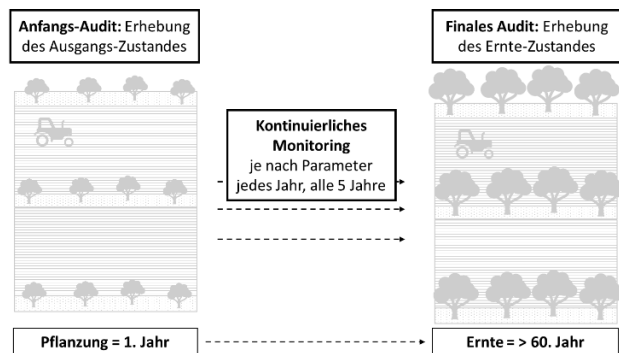 Anfangs-Audit: Erhebung
des Ausgangs-Zustandes
Finales Audit: Erhebung
des Ernte-Zustandes
Kontinuierliches
Monitoring
je nach Parameter
jedes Jahr, alle 5 Jahre
Pflanzung = 1. Jahr
Ernte = > 60. Jahr